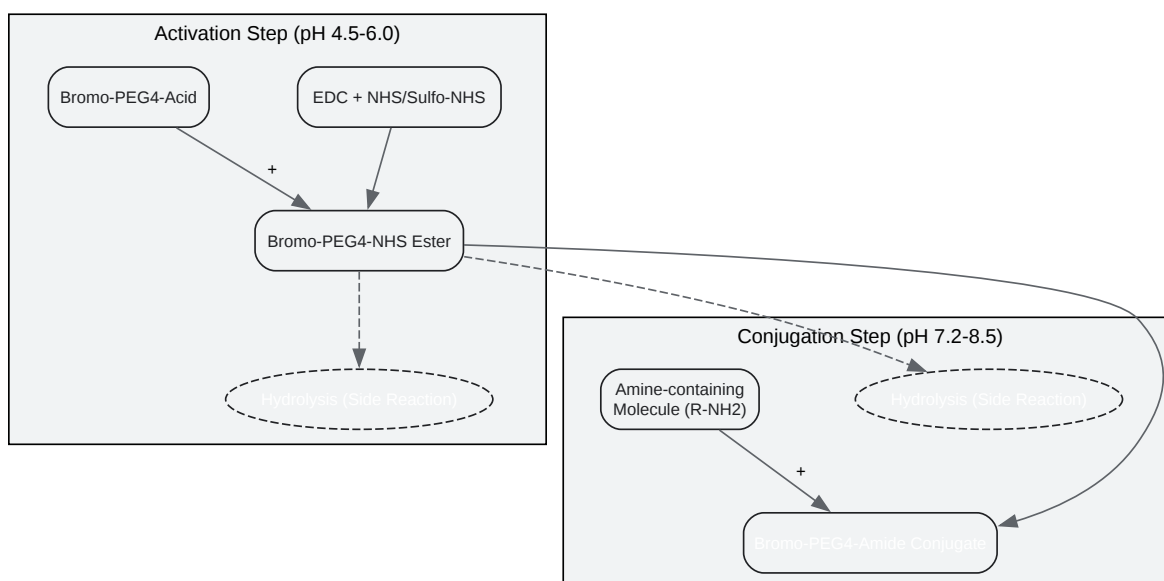 Activation Step (pH 4.5-6.0)
Bromo-PEG4-Acid
EDC + NHS/Sulfo-NHS
+
Bromo-PEG4-NHS Ester
Hydrolysis (Side Reaction)
Conjugation Step (pH 7.2-8.5)
Amine-containing
Molecule (R-NH2)
Hydrolysis (Side Reaction)
+
Bromo-PEG4-Amide Conjugate